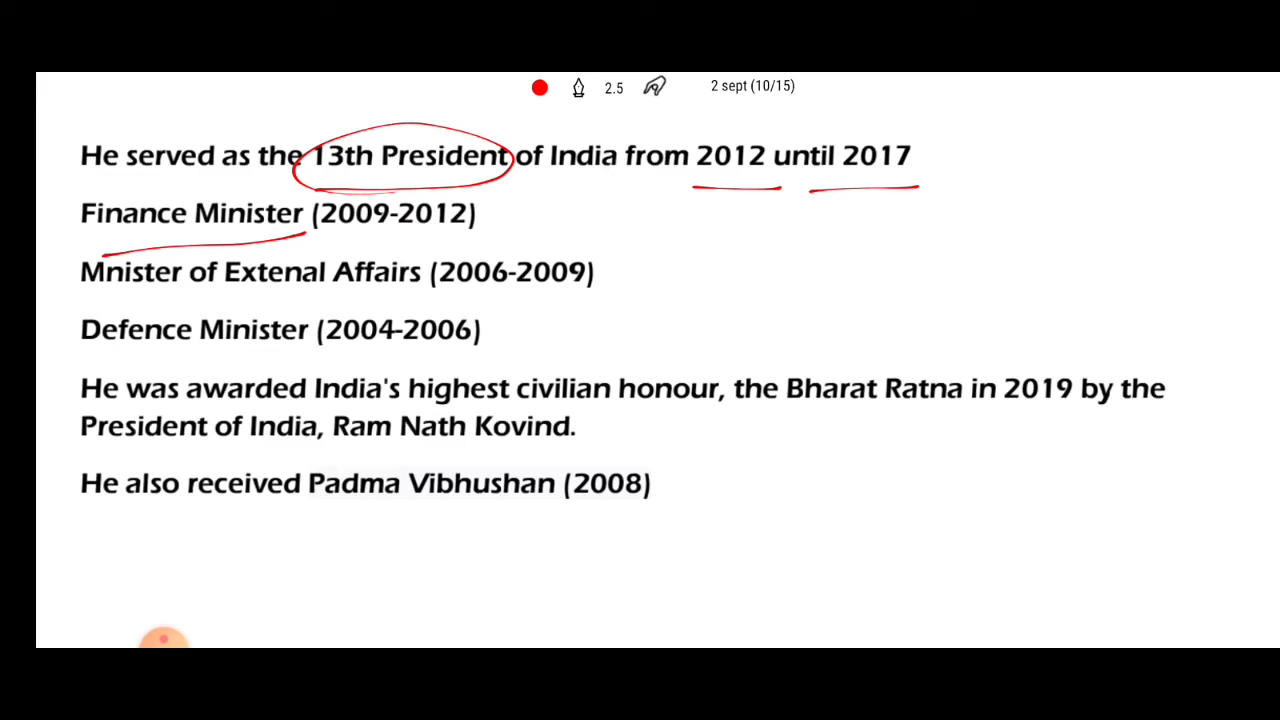 2.5 2 sept (10/15)
He served as the 13th President of India from 2012 until 2017
Finance Minister (2009-2012)
Mnister of Extenal Affairs (2006-2009)
Defence Minister (2004-2006)
He was awarded India's highest civilian honour, the Bharat Ratna in 2019 by the
President of India, Ram Nath Kovind.
He also received Padma Vibhushan (2008)